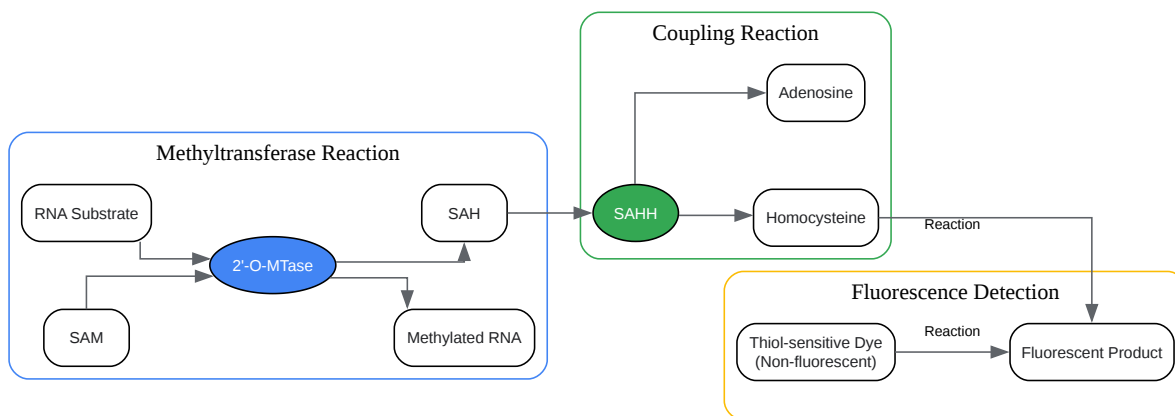 Coupling Reaction
Adenosine
Methyltransferase Reaction
RNA Substrate
SAH
SAHH
Homocysteine
Reaction
2'-O-MTase
Fluorescence Detection
SAM
Methylated RNA
Thiol-sensitive Dye
(Non-fluorescent)
Reaction
Fluorescent Product